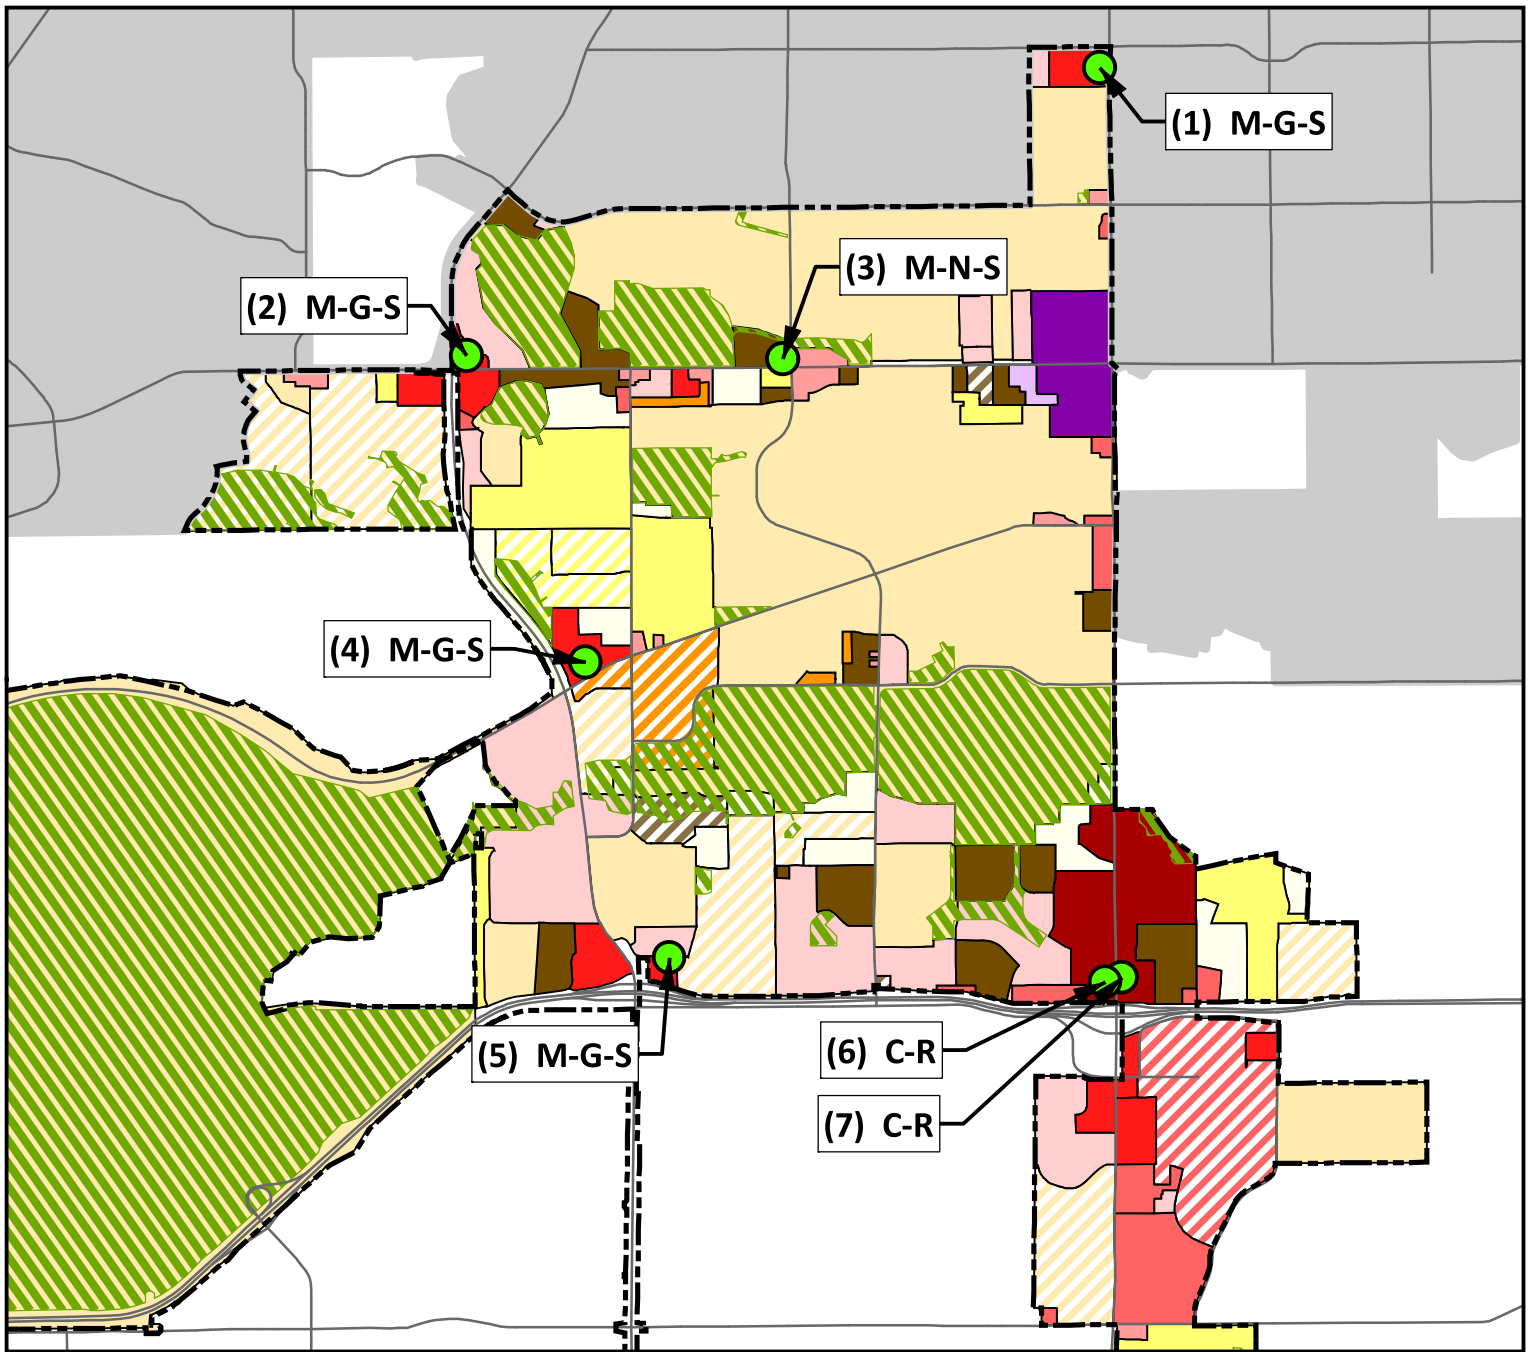 (1) M-G-S
(3) M-N-S
(2) M-G-S
(4) M-G-S
(5) M-G-S
(6) C-R
(7) C-R